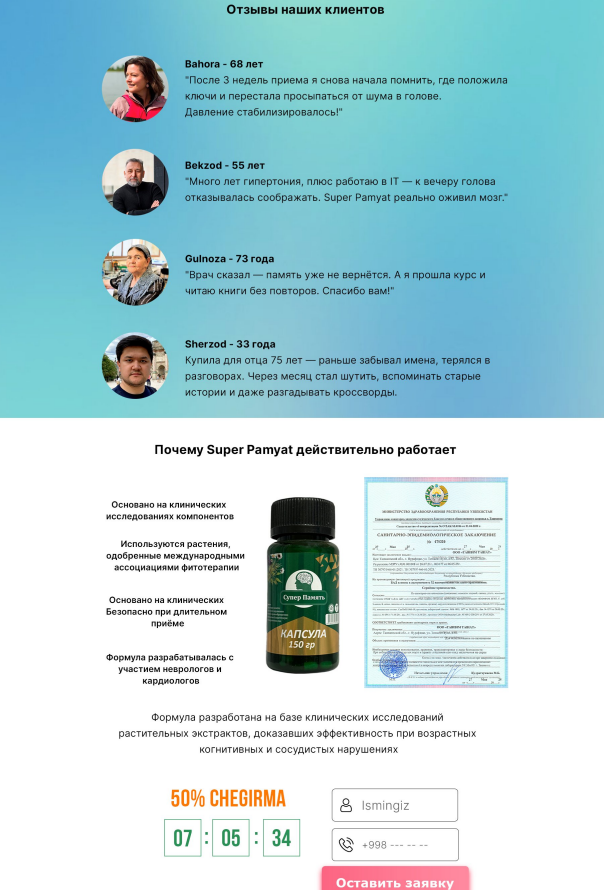 Отзывы наших клиентов
Bahora - 68 лет
"После 3 недель приема я снова начала помнить, где положила
ключи и перестала просыпаться от шума в голове.
Давление стабилизировалось!"
Bekzod - 55 лет
"Много лет гипертония, плюс работаю в IT — к вечеру голова
отказывалась соображать. Super Pamyat реально оживил мозг."
Gulnoza - 73 года
"Врач сказал — память уже не вернётся. А я прошла курс и
читаю книги без повторов. Спасибо вам!"
Sherzod - 33 года
Купила для отца 75 лет — раньше забывал имена, терялся в
разговорах. Через месяц стал шутить, вспоминать старые
истории и даже разгадывать кроссворды.
Почему Super Pamyat действительно работает
Основано на клинических
исследованиях компонентов
Используются растения,
одобренные международными
ассоциациями фитотерапии
Основано на клинических
Безопасно при длительном
приёме
Формула разрабатывалась с
участием неврологов и
кардиологов
Супер Память
КАПСУЛА
150 гр
МИНИСТЕРСТВО ЗДРАВООХРАНЕНИЯ РЕСПУБЛИКИ УЗБЕКИСТАН
САНИТАРНО-ЭПИДЕМИОЛОГИЧЕСКОЕ ЗАКЛЮЧЕНИЕ
Формула разработана на базе клинических исследований
растительных экстрактов, доказавших эффективность при возрастных
когнитивных и сосудистых нарушениях
50% CHEGIRMA
07 : 05 : 34
Ismingiz
+998 --- -- --
Оставить заявку